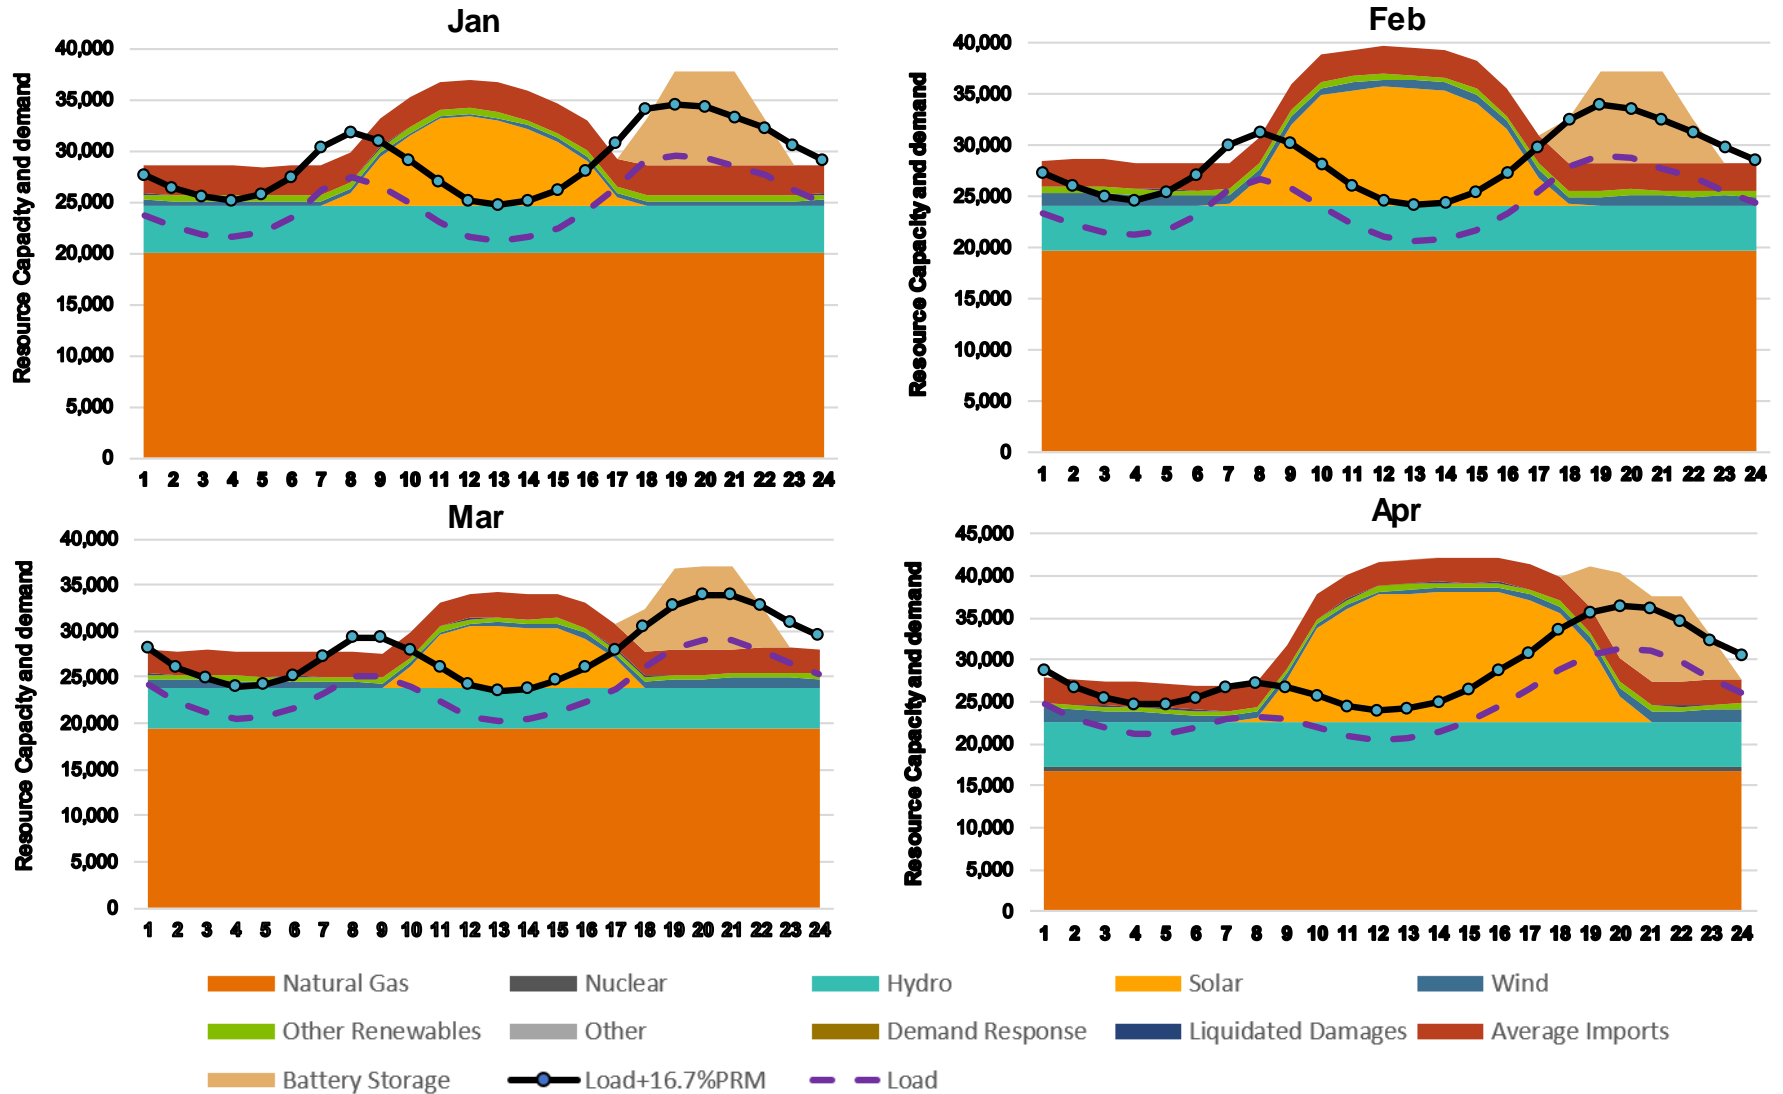 Jan
Resource Capacity and demand
40,000
35,000
30,000
25,000
20,000
15,000
10,000
5,000
0
1 2 3 4 5 6 7 8 9 10 11 12 13 14 15 16 17 18 19 20 21 22 23 24
Feb
Resource Capacity and demand
40,000
35,000
30,000
25,000
20,000
15,000
10,000
5,000
0
1 2 3 4 5 6 7 8 9 10 11 12 13 14 15 16 17 18 19 20 21 22 23 24
Mar
Resource Capacity and demand
40,000
35,000
30,000
25,000
20,000
15,000
10,000
5,000
0
1 2 3 4 5 6 7 8 9 10 11 12 13 14 15 16 17 18 19 20 21 22 23 24
Apr
Resource Capacity and demand
45,000
40,000
35,000
30,000
25,000
20,000
15,000
10,000
5,000
0
1 2 3 4 5 6 7 8 9 10 11 12 13 14 15 16 17 18 19 20 21 22 23 24
Natural Gas Nuclear Hydro Solar Wind
Other Renewables Other Demand Response Liquidated Damages Average Imports
Battery Storage Load+16.7%PRM Load